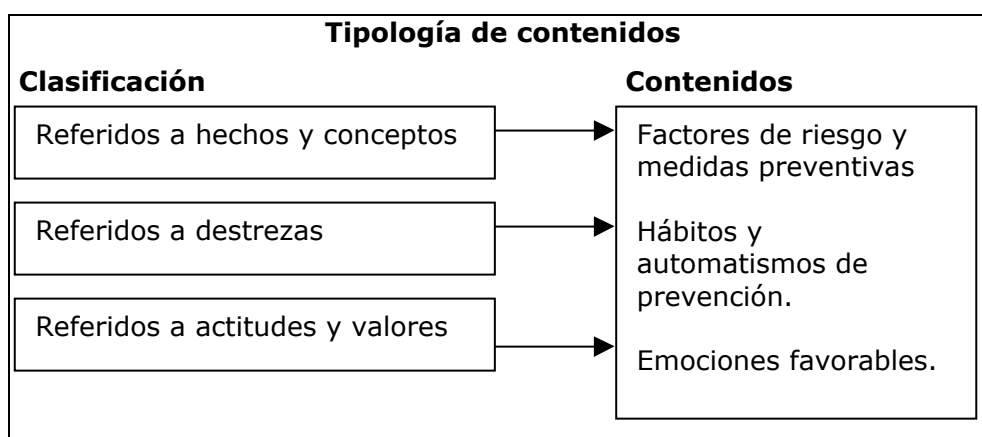 Tipología de contenidos
Clasificación
Contenidos
Referidos a hechos y conceptos
Referidos a destrezas
Referidos a actitudes y valores
Factores de riesgo y
medidas preventivas
Hábitos y
automatismos de
prevención.
Emociones favorables.